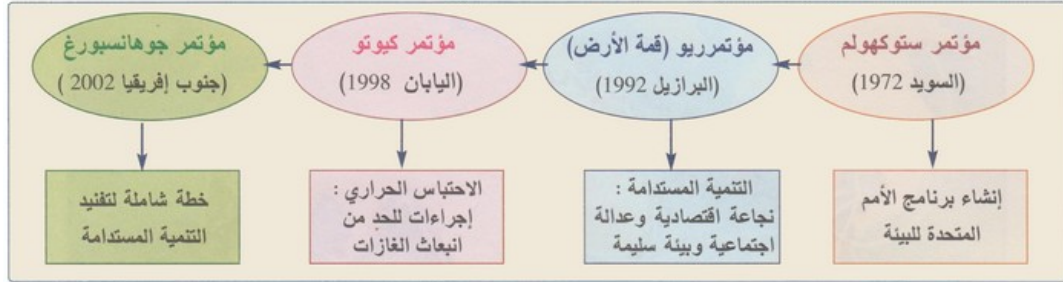 مؤتمر ستوكهولم
(السويد 1972)
مؤتمرريو (قمة الأرض)
(البرازيل 1992)
مؤتمر كيوتو
(اليابان 1998)
مؤتمر جوهانسبورغ
(جنوب إفريقيا 2002)
إنشاء برنامج الأمم
المتحدة للبيئة
التنمية المستدامة :
نجاعة اقتصادية وعدالة
اجتماعية وبيئة سليمة
الاحتباس الحراري :
إجراءات للحد من
انبعاث الغازات
خطة شاملة لتفنيد
التنمية المستدامة